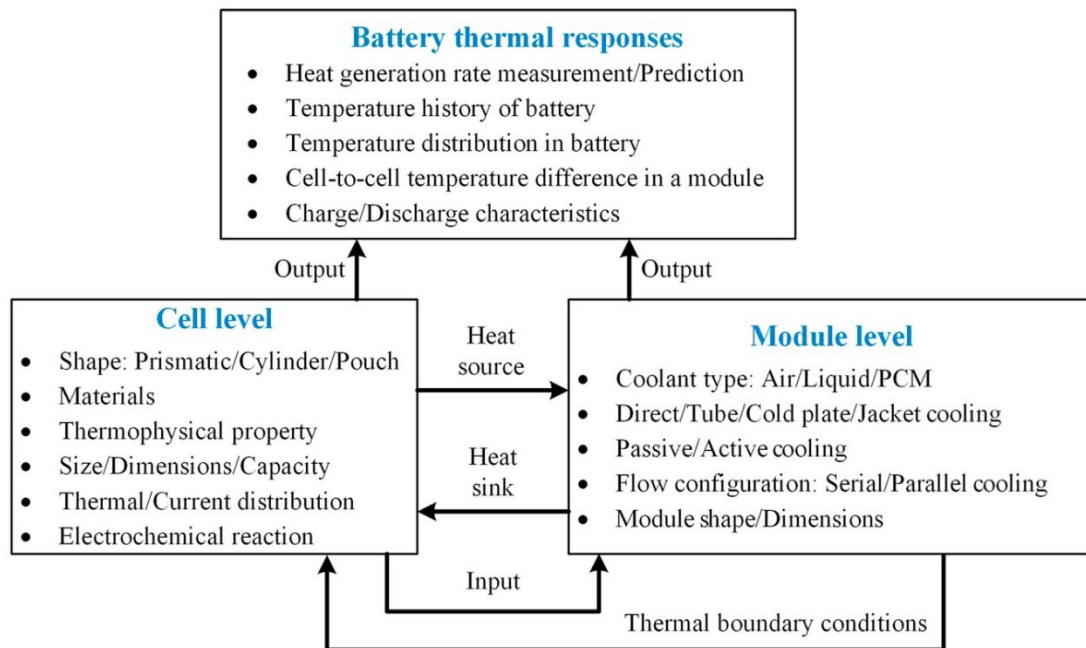 Battery thermal responses
• Heat generation rate measurement/Prediction
• Temperature history of battery
• Temperature distribution in battery
• Cell-to-cell temperature difference in a module
• Charge/Discharge characteristics
Output
Output
Cell level
• Shape: Prismatic/Cylinder/Pouch
• Materials
• Thermophysical property
• Size/Dimensions/Capacity
• Thermal/Current distribution
• Electrochemical reaction
Heat
source
Heat
sink
Module level
• Coolant type: Air/Liquid/PCM
• Direct/Tube/Cold plate/Jacket cooling
• Passive/Active cooling
• Flow configuration: Serial/Parallel cooling
• Module shape/Dimensions
Input
Thermal boundary conditions